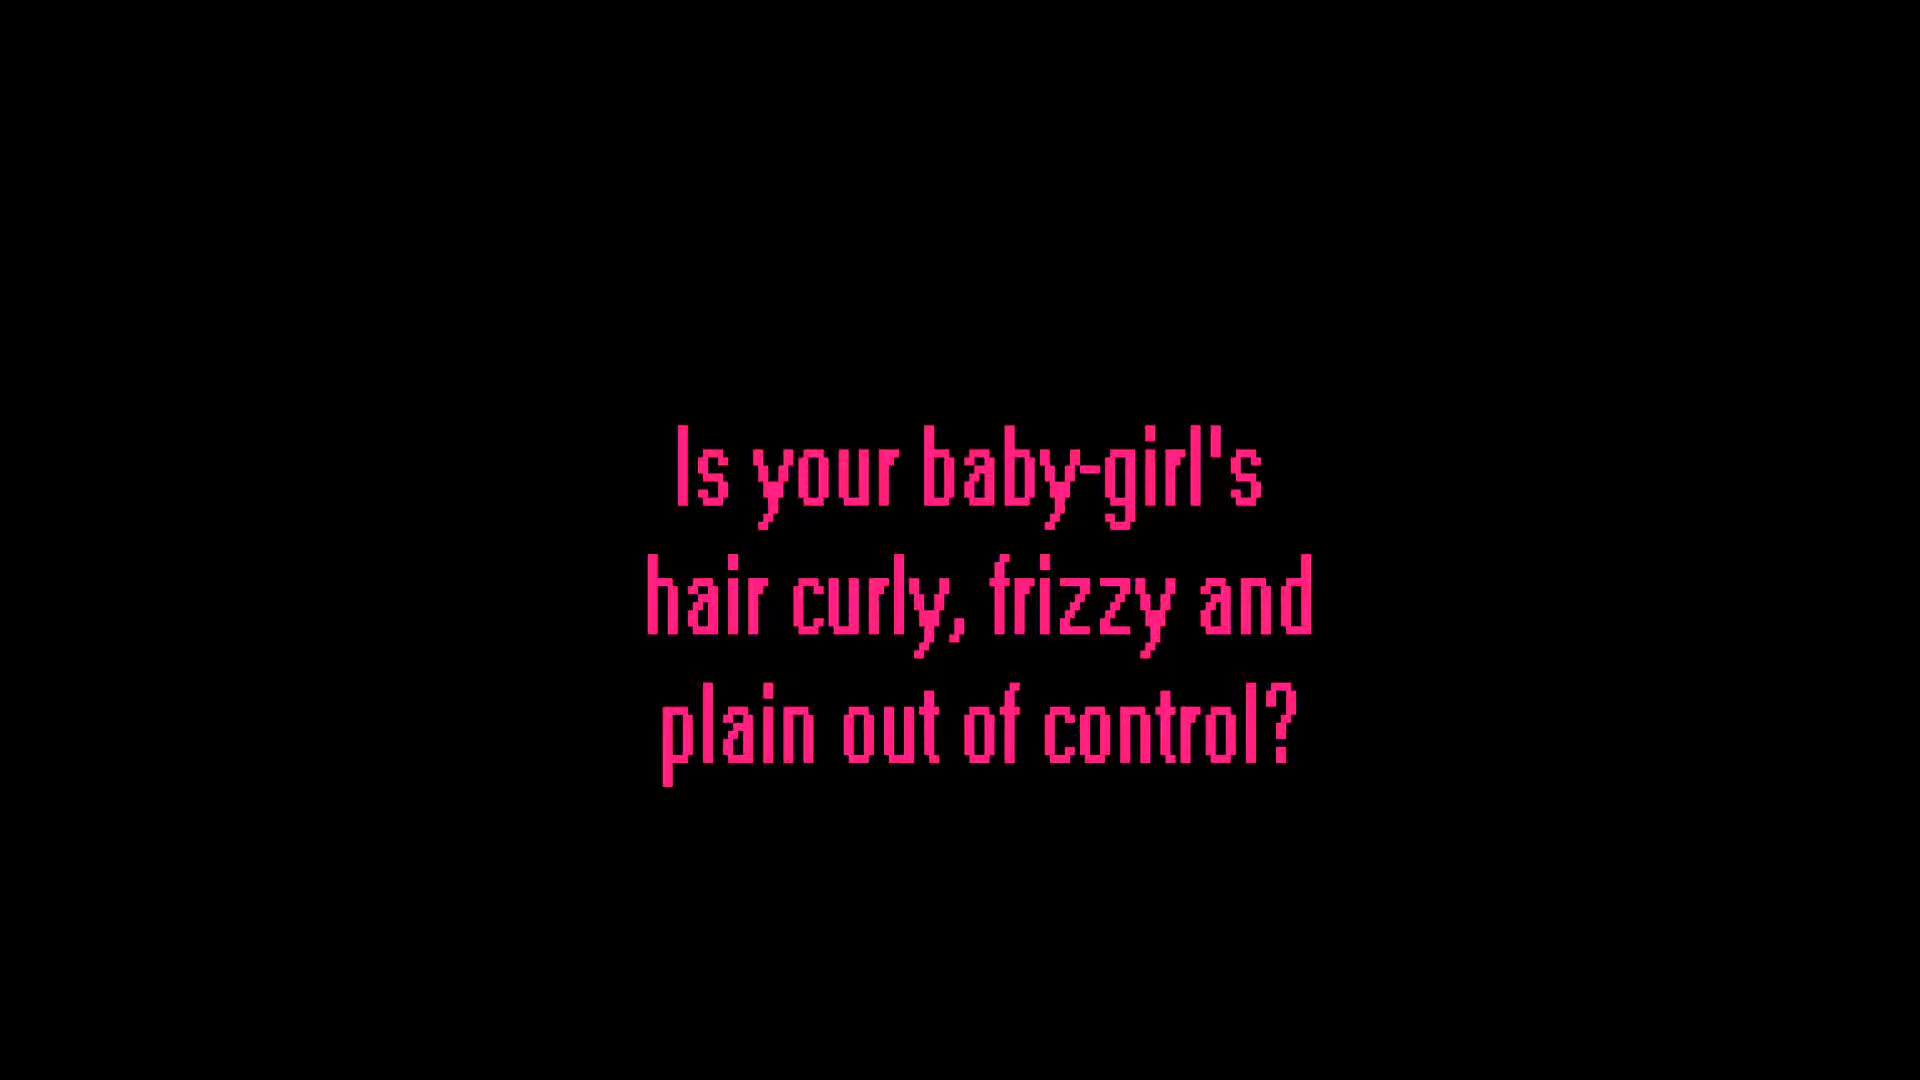 Is your baby-girl's
hair curly, frizzy and
plain out of control?